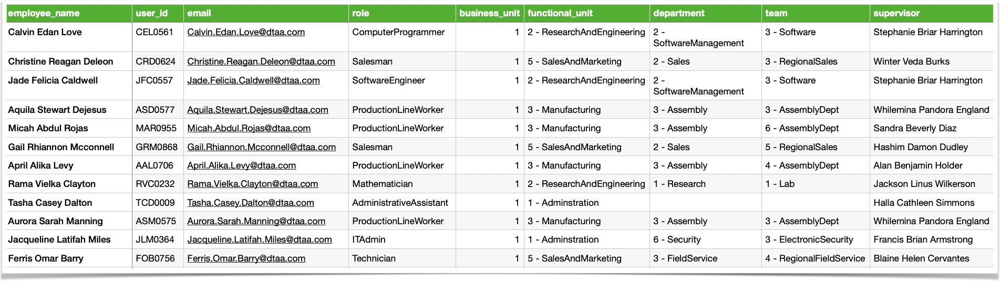 employee_name user_id email role business_unit functional_unit department team supervisor
Calvin Edan Love CEL0561 Calvin.Edan.Love@dtaa.com ComputerProgrammer 1 2 - ResearchAndEngineering 2 - 3 - Software Stephanie Briar Harrington
SoftwareManagement
Christine Reagan Deleon CRD0624 Christine.Reagan.Deleon@dtaa.com Salesman 1 5 - SalesAndMarketing 2 - Sales 3 - RegionalSales Winter Veda Burks
Jade Felicia Caldwell JFC0557 Jade.Felicia.Caldwell@dtaa.com SoftwareEngineer 1 2 - ResearchAndEngineering 2 - 3 - Software Stephanie Briar Harrington
SoftwareManagement
Aquila Stewart Dejesus ASD0577 Aquila.Stewart.Dejesus@dtaa.com ProductionLineWorker 1 3 - Manufacturing 3 - Assembly 3 - AssemblyDept Whilemina Pandora England
Micah Abdul Rojas MAR0955 Micah.Abdul.Rojas@dtaa.com ProductionLineWorker 1 3 - Manufacturing 3 - Assembly 6 - AssemblyDept Sandra Beverly Diaz
Gail Rhiannon Mcconnell GRM0868 Gail.Rhiannon.Mcconnell@dtaa.com Salesman 1 5 - SalesAndMarketing 2 - Sales 5 - RegionalSales Hashim Damon Dudley
April Alika Levy AAL0706 April.Alika.Levy@dtaa.com ProductionLineWorker 1 3 - Manufacturing 3 - Assembly 4 - AssemblyDept Alan Benjamin Holder
Rama Vielka Clayton RVC0232 Rama.Vielka.Clayton@dtaa.com Mathematician 1 2 - ResearchAndEngineering 1 - Research 1 - Lab Jackson Linus Wilkerson
Tasha Casey Dalton TCD0009 Tasha.Casey.Dalton@dtaa.com AdministrativeAssistant 1 1 - Adminstration Halla Cathleen Simmons
Aurora Sarah Manning ASM0575 Aurora.Sarah.Manning@dtaa.com ProductionLineWorker 1 3 - Manufacturing 3 - Assembly 3 - AssemblyDept Whilemina Pandora England
Jacqueline Latifah Miles JLM0364 Jacqueline.Latifah.Miles@dtaa.com ITAdmin 1 1 - Adminstration 6 - Security 3 - ElectronicSecurity Francis Brian Armstrong
Ferris Omar Barry FOB0756 Ferris.Omar.Barry@dtaa.com Technician 1 5 - SalesAndMarketing 3 - FieldService 4 - RegionalFieldService Blaine Helen Cervantes